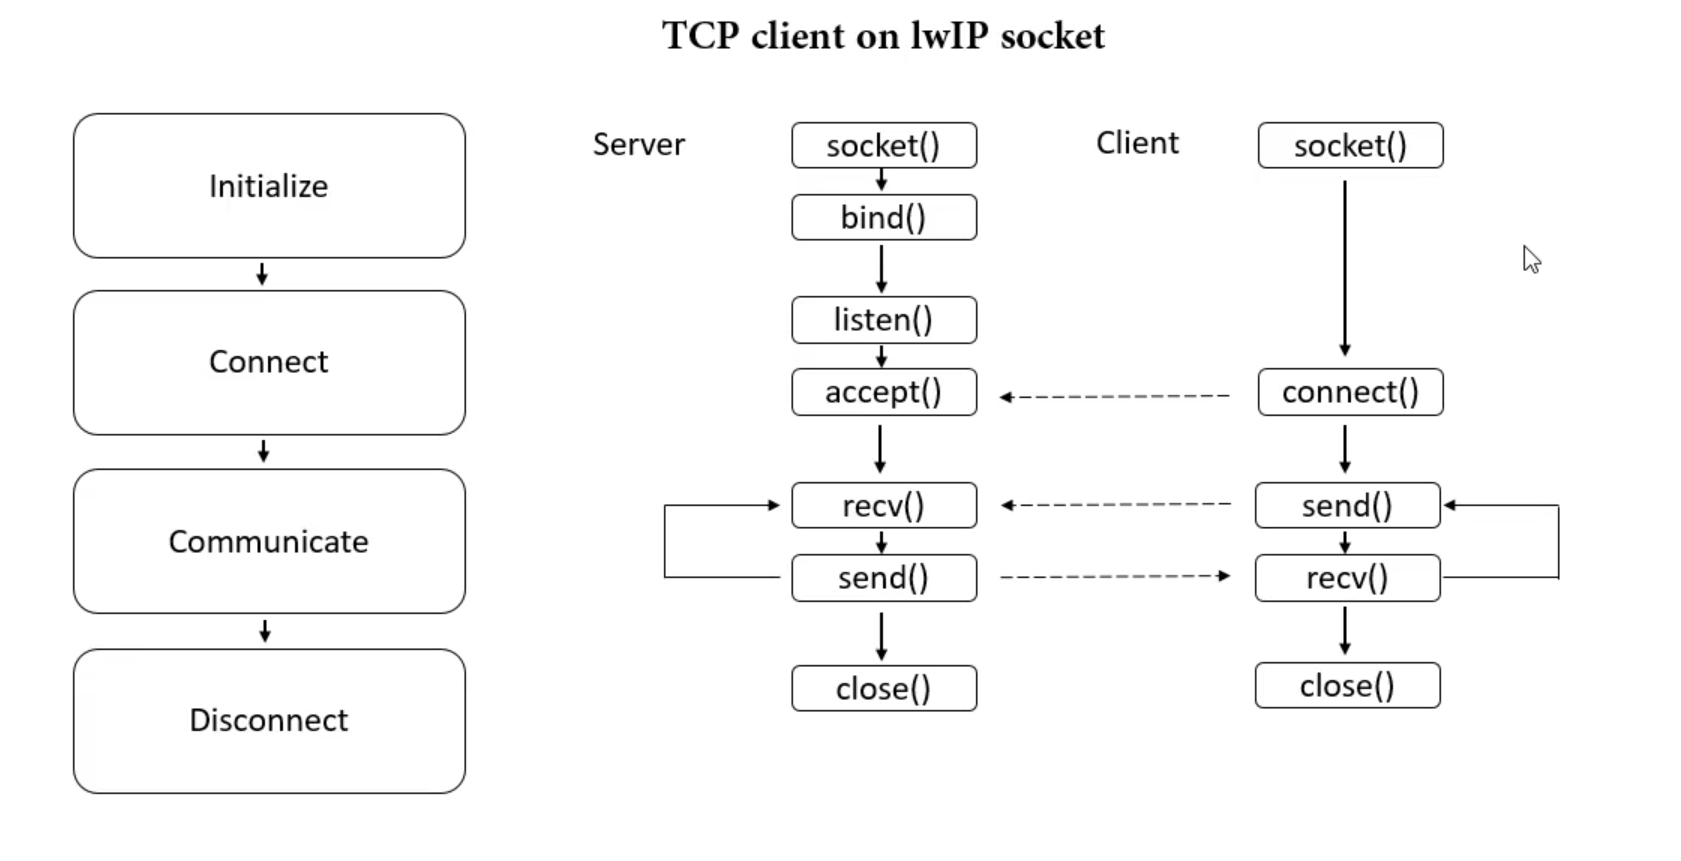 TCP client on lwIP socket
Initialize
Connect
Communicate
Disconnect
Server
socket()
bind()
listen()
accept()
recv()
send()
close()
Client
socket()
connect()
send()
recv()
close()